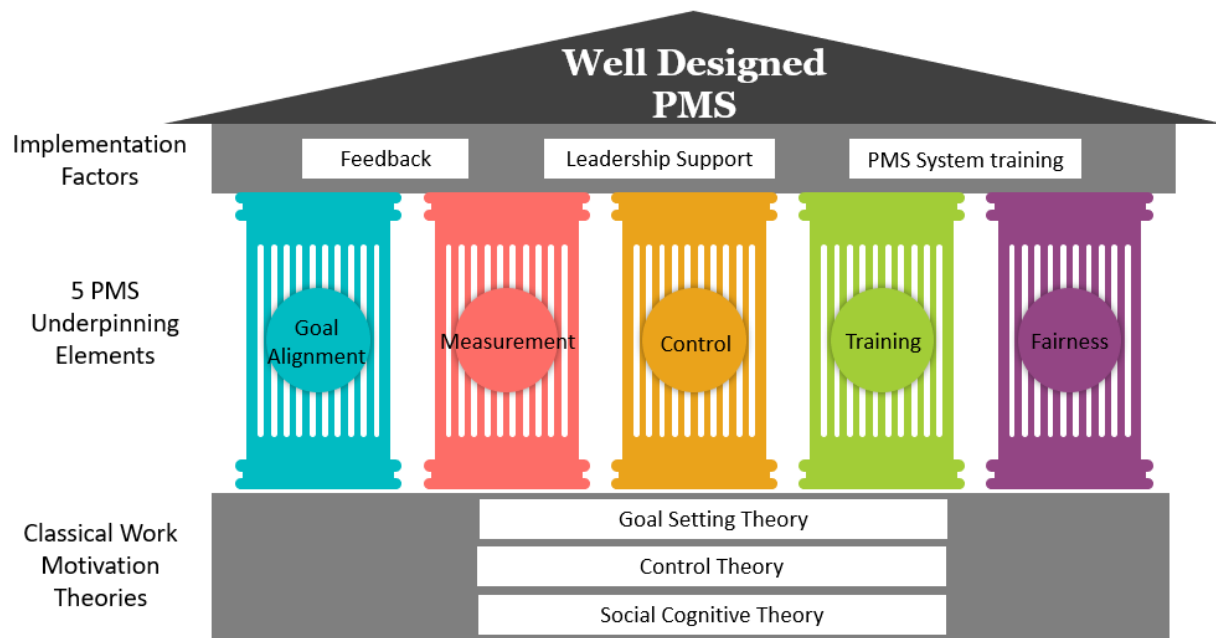 Well Designed
PMS
Implementation
Factors
Feedback
Leadership Support
PMS System training
5 PMS
Underpinning
Elements
Goal
Alignment
Measurement
Control
Training
Fairness
Classical Work
Motivation
Theories
Goal Setting Theory
Control Theory
Social Cognitive Theory